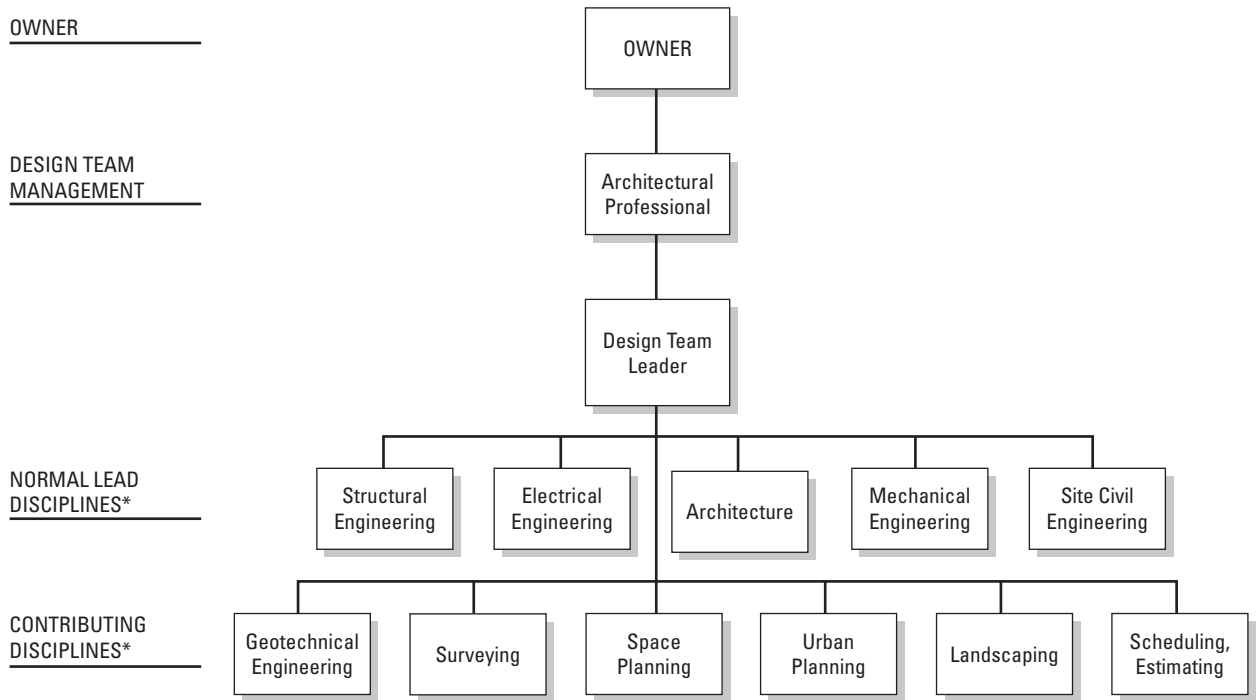 OWNER
OWNER
DESIGN TEAM
MANAGEMENT
Architectural
Professional
Design Team
Leader
NORMAL LEAD
DISCIPLINES*
Structural
Engineering
Electrical
Engineering
Architecture
Mechanical
Engineering
Site Civil
Engineering
CONTRIBUTING
DISCIPLINES*
Geotechnical
Engineering
Surveying
Space
Planning
Urban
Planning
Landscaping
Scheduling,
Estimating